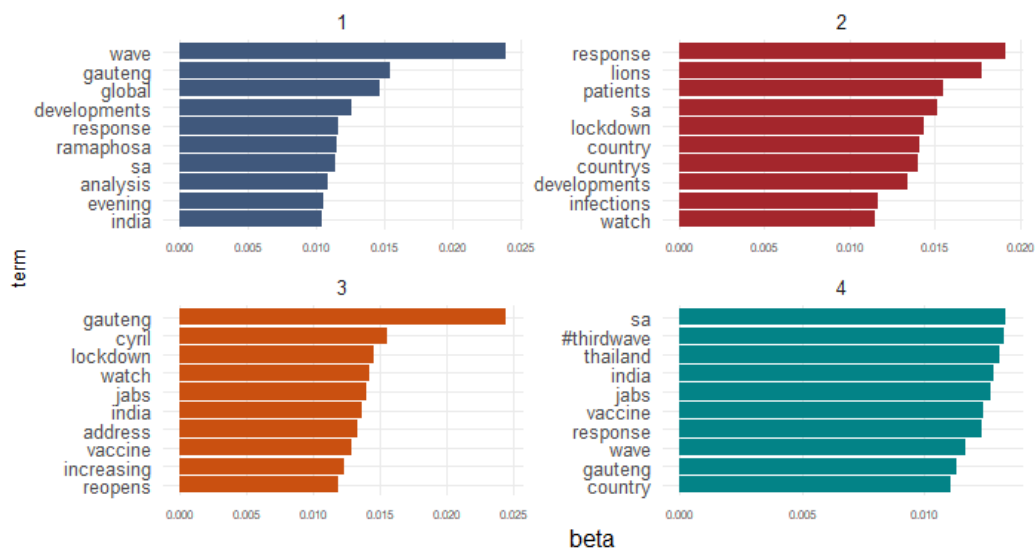 1
wave
gauteng
global
developments
response
ramaphosa
sa
analysis
evening
india
0.000 0.005 0.010 0.015 0.020 0.025
2
response
lions
patients
sa
lockdown
country
countrys
developments
infections
watch
0.000 0.005 0.010 0.015 0.020
term
3
gauteng
cyril
lockdown
watch
jabs
india
address
vaccine
increasing
reopens
0.000 0.005 0.010 0.015 0.020 0.025
4
sa
#thirdwave
thailand
india
jabs
vaccine
response
wave
gauteng
country
0.000 0.005 0.010
beta